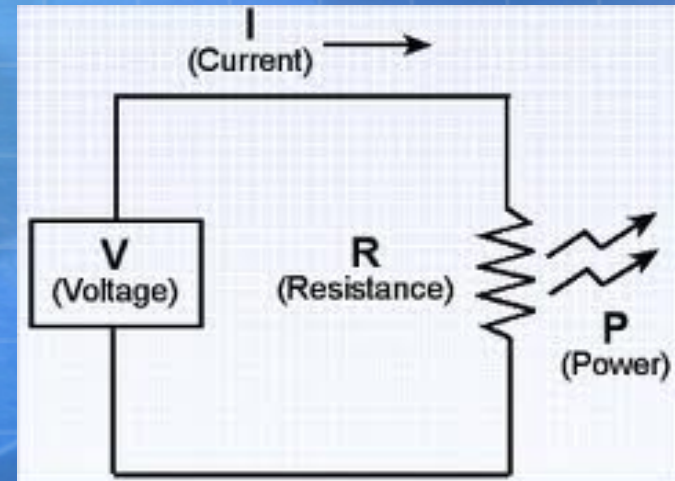 I
(Current)
V
(Voltage)
R
(Resistance)
P
(Power)